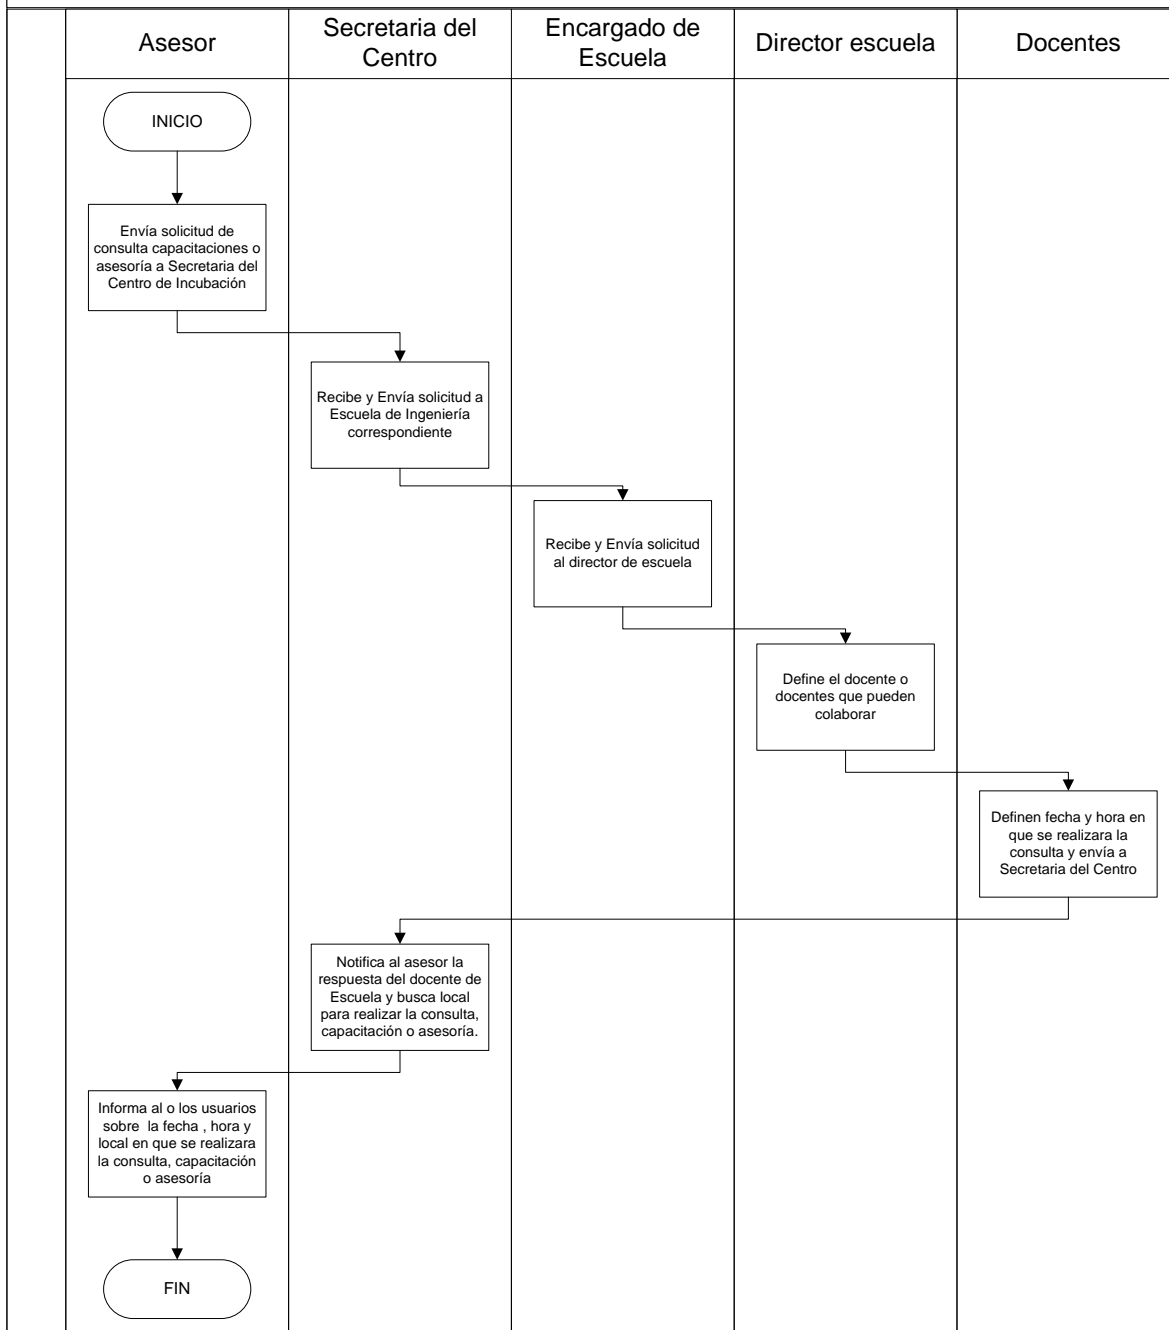 Asesor
Secretaria del
Centro
Encargado de
Escuela
Director escuela
Docentes
INICIO
Envía solicitud de
consulta capacitaciones o
asesoría a Secretaria del
Centro de Incubación
Recibe y Envía solicitud a
Escuela de Ingeniería
correspondiente
Recibe y Envía solicitud
al director de escuela
Define el docente o
docentes que pueden
colaborar
Definen fecha y hora en
que se realizara la
consulta y envía a
Secretaria del Centro
Notifica al asesor la
respuesta del docente de
Escuela y busca local
para realizar la consulta,
capacitación o asesoría.
Informa al o los usuarios
sobre  la fecha , hora y
local en que se realizara
la consulta, capacitación
o asesoría
FIN